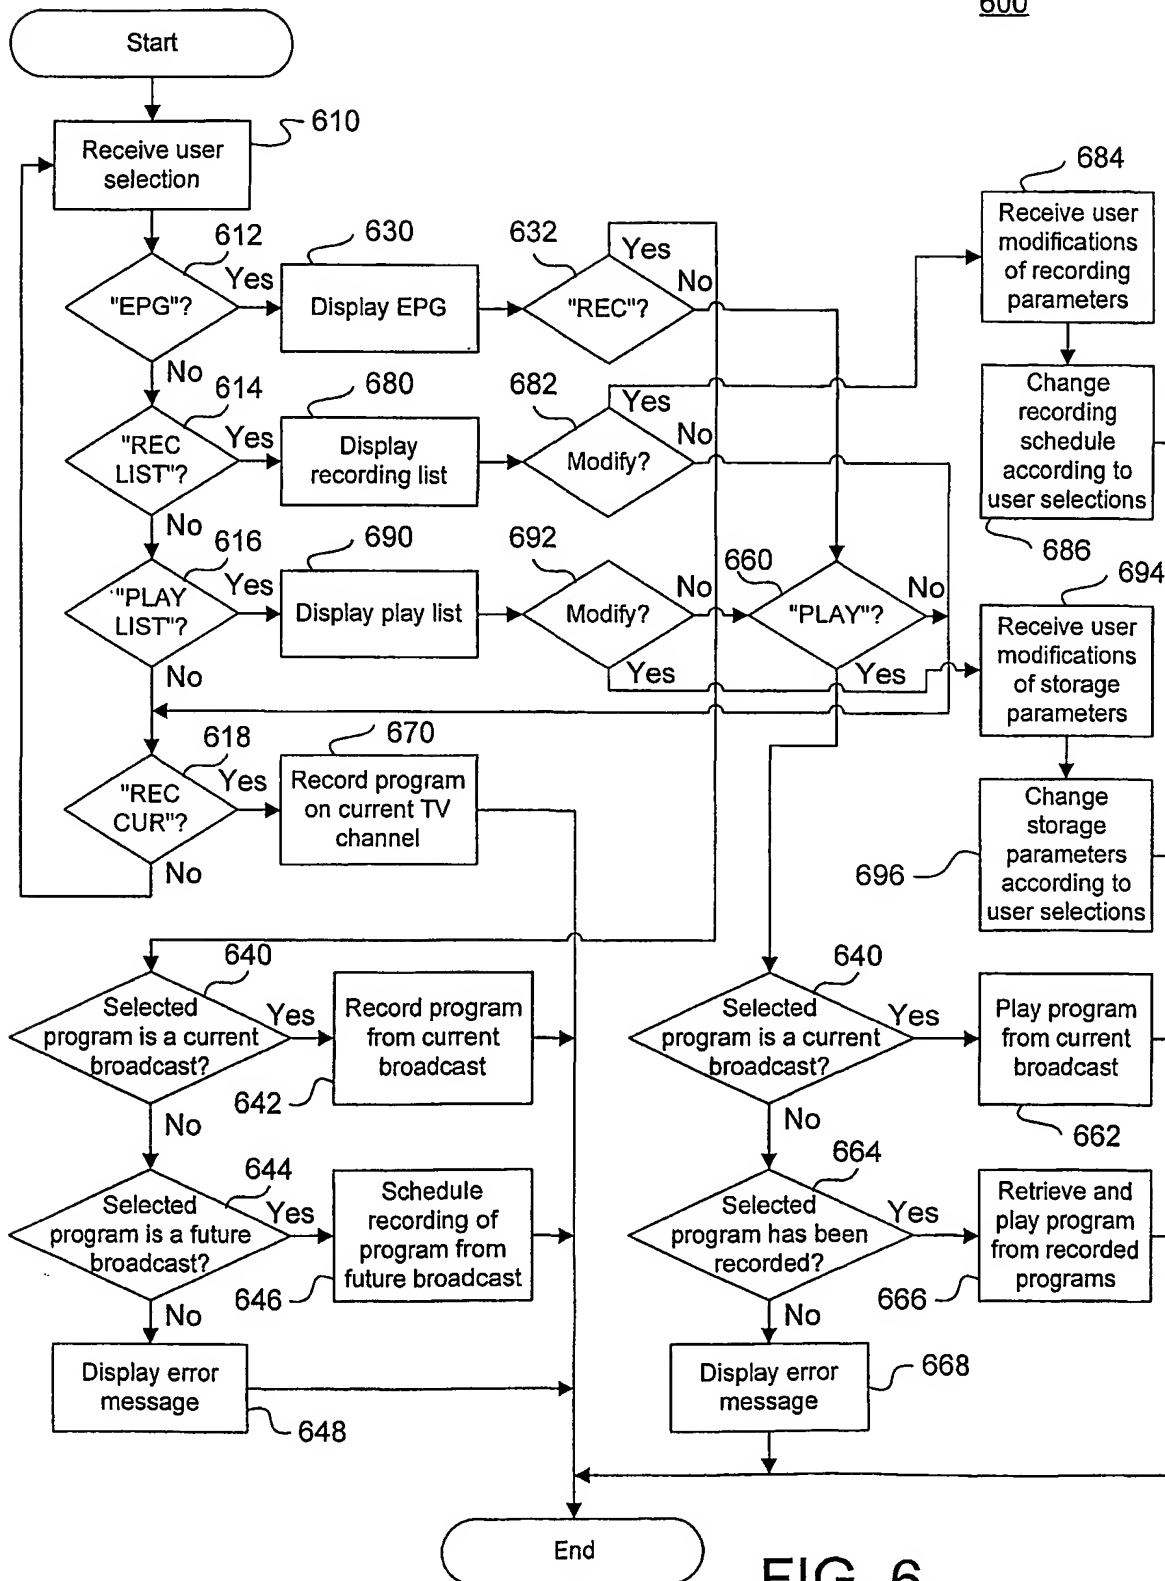 600
Start
Receive user
selection
610
612
"EPG"?
Yes
No
630
Display EPG
632
"REC"?
Yes
No
684
Receive user
modifications
of recording
parameters
614
"REC
LIST"?
Yes
No
680
Display
recording list
682
Modify?
Yes
No
Change
recording
schedule
according to
user selections
686
616
"PLAY
LIST"?
Yes
No
690
Display play list
692
Modify?
No
Yes
660
"PLAY"?
No
Yes
694
Receive user
modifications
of storage
parameters
618
"REC
CUR"?
Yes
No
670
Record program
on current TV
channel
Change
storage
parameters
according to
user selections
696
640
Selected
program is a current
broadcast?
Yes
No
Record program
from current
broadcast
642
640
Selected
program is a current
broadcast?
Yes
No
Play program
from current
broadcast
662
644
Selected
program is a future
broadcast?
Yes
No
Schedule
recording of
program from
future broadcast
646
664
Selected
program has been
recorded?
Yes
No
Retrieve and
play program
from recorded
programs
666
Display error
message
648
Display error
message
668
End
FIG. 6